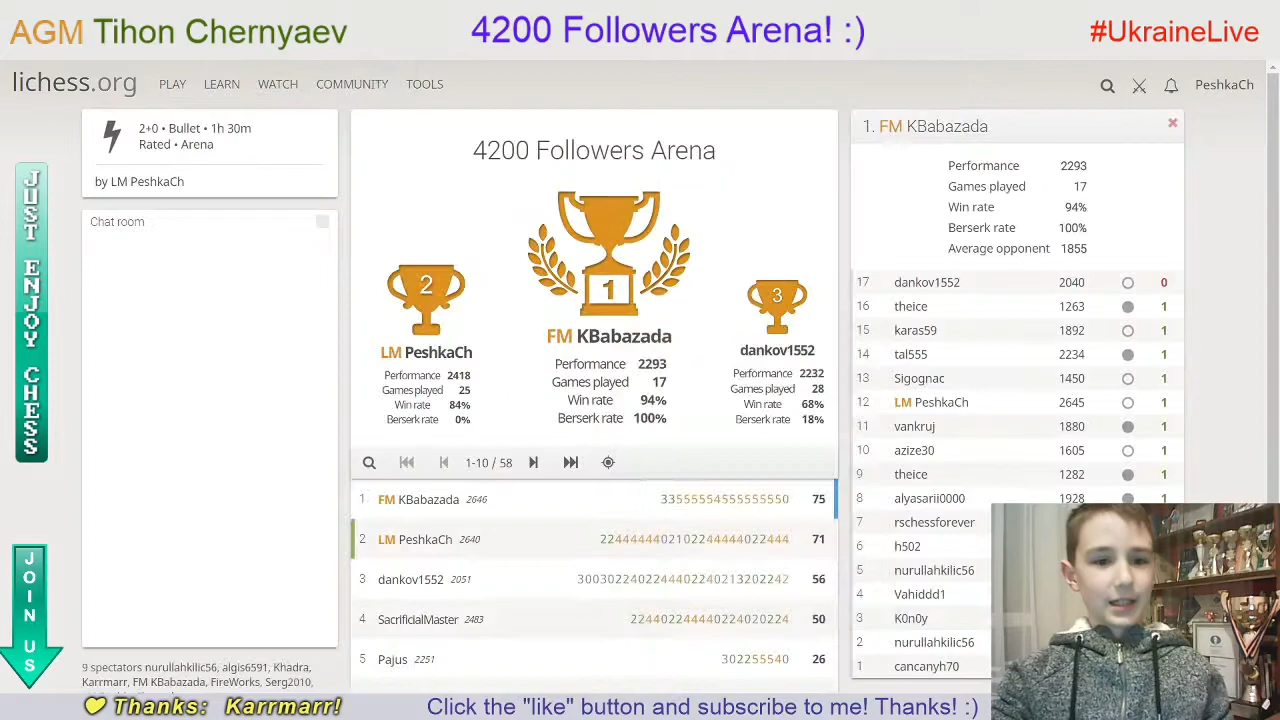 AGM Tihon Chernyaev
4200 Followers Arena! :)
#UkraineLive
lichess.org PLAY LEARN WATCH COMMUNITY TOOLS PeshkaCh
JUST ENJOY CHESS
JOIN US
2+0 • Bullet • 1h 30m
Rated • Arena
by LM PeshkaCh
Chat room
9 spectators nurullahkilic56, algis6591, Khadra,
Karrmarr, FM KBabazada, FireWorks, Serg2010,
4200 Followers Arena
2
LM PeshkaCh
Performance 2418
Games played 25
Win rate 84%
Berserk rate 0%
1
FM KBabazada
Performance 2293
Games played 17
Win rate 94%
Berserk rate 100%
3
dankov1552
Performance 2232
Games played 28
Win rate 68%
Berserk rate 18%
1-10 / 58
1 FM KBabazada 2646 33555554555555550 75
2 LM PeshkaCh 2640 2244444402102244444022444 71
3 dankov1552 2051 3003022402244402240213202242 56
4 SacrificialMaster 2483 2244022444402240 20224 50
5 Pajus 2251 302255540 26
1. FM KBabazada
Performance 2293
Games played 17
Win rate 94%
Berserk rate 100%
Average opponent 1855
17 dankov1552 2040 0
16 theice 1263 1
15 karas59 1892 1
14 tal555 2234 1
13 Sigognac 1450 1
12 LM PeshkaCh 2645 1
11 vankruj 1880 1
10 azize30 1605 1
9 theice 1282 1
8 alyasarii0000 1928 1
7 rschessforever
6 h502
5 nurullahkilic56
4 Vahiddd1
3 K0n0y
2 nurullahkilic56
1 cancanyh70
Thanks: Karrmarr!
Click the "like" button and subscribe to me! Thanks! :)